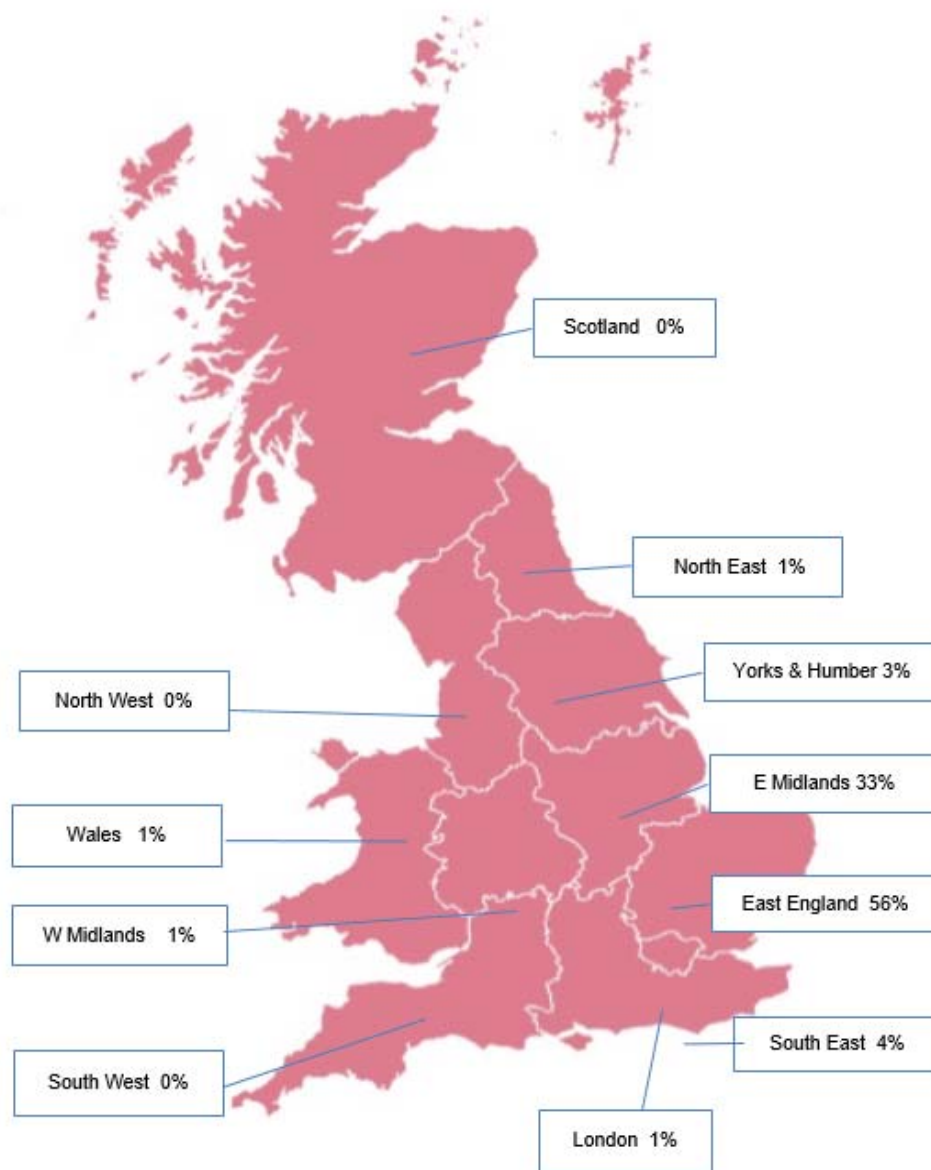 Scotland 0%
North East 1%
Yorks & Humber 3%
North West 0%
E Midlands 33%
Wales 1%
East England 56%
W Midlands 1%
South East 4%
South West 0%
London 1%